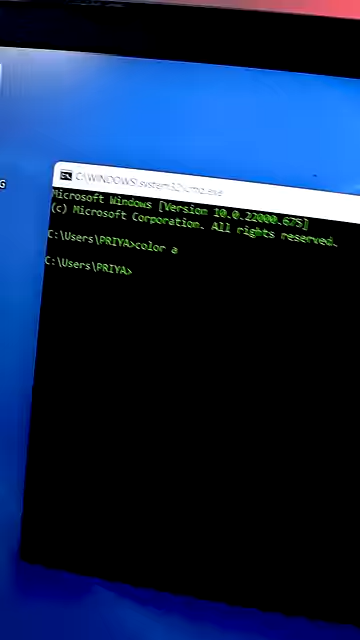 G
C:\WINDOWS\system32\cmd.exe
Microsoft Windows [Version 10.0.22000.675]
(c) Microsoft Corporation. All rights reserved.
C:\Users\PRIYA>color a
C:\Users\PRIYA>